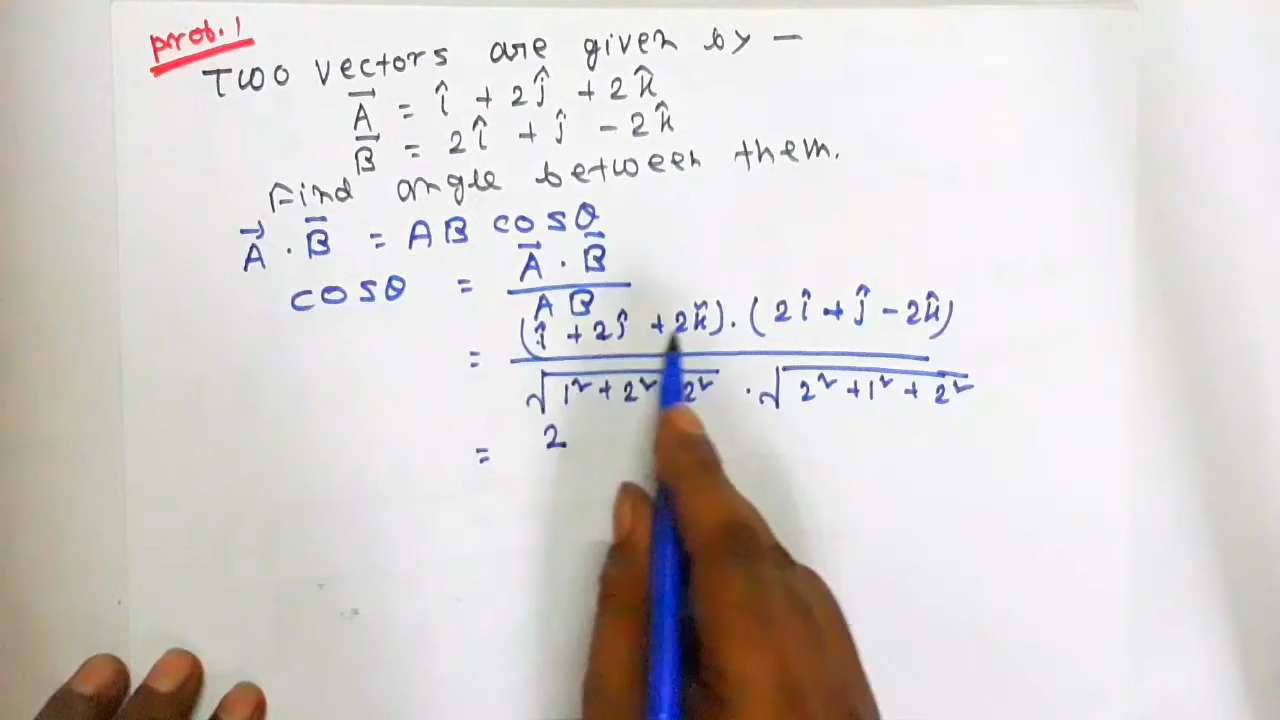 prob.1
Two vectors are given by −
A⃗ = î + 2ĵ + 2k̂
B⃗ = 2î + ĵ − 2k̂
Find angle between them.
A⃗ . B⃗ = AB cosθ
cosθ = A⃗ . B⃗ / AB
= (î + 2ĵ + 2k̂) . (2î + ĵ − 2k̂) / √(1² + 2² 2²) . √(2² + 1² + 2²)
= 2